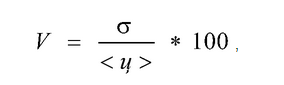 V = σ / < ц > * 100 ,